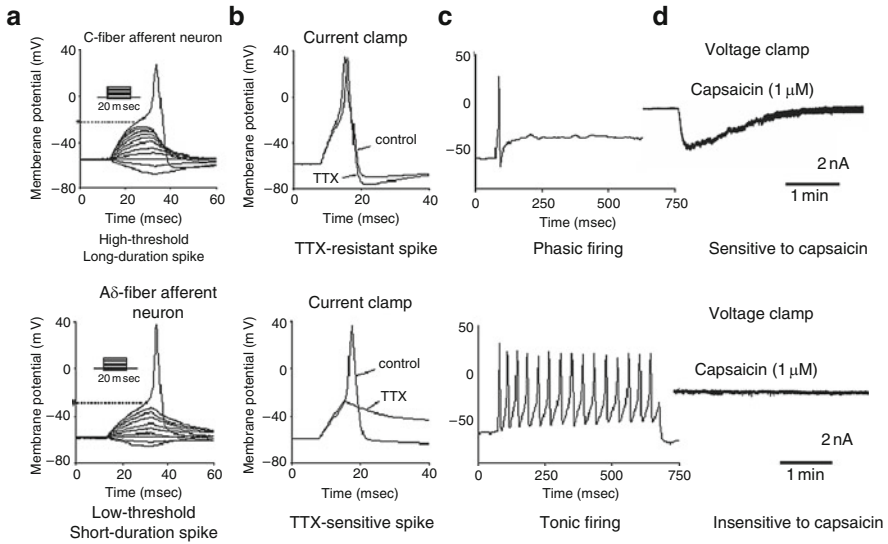 a
b
c
d
C-fiber afferent neuron
Membrane potential (mV)
40
0
−40
−80
20 msec
0
20
40
60
Time (msec)
High-threshold
Long-duration spike
Current clamp
Membrane potential (mV)
40
0
−40
−80
control
TTX
0
20
40
Time (msec)
TTX-resistant spike
50
0
−50
0
250
500
750
Time (msec)
Phasic firing
Voltage clamp
Capsaicin (1 μM)
2 nA
1 min
Sensitive to capsaicin
Aδ-fiber afferent
neuron
Membrane potential (mV)
40
0
−40
−80
20 msec
0
20
40
60
Time (msec)
Low-threshold
Short-duration spike
Current clamp
Membrane potential (mV)
40
0
−40
−80
control
TTX
0
20
40
Time (msec)
TTX-sensitive spike
50
0
−50
0
250
500
750
Time (msec)
Tonic firing
Voltage clamp
Capsaicin (1 μM)
2 nA
1 min
Insensitive to capsaicin